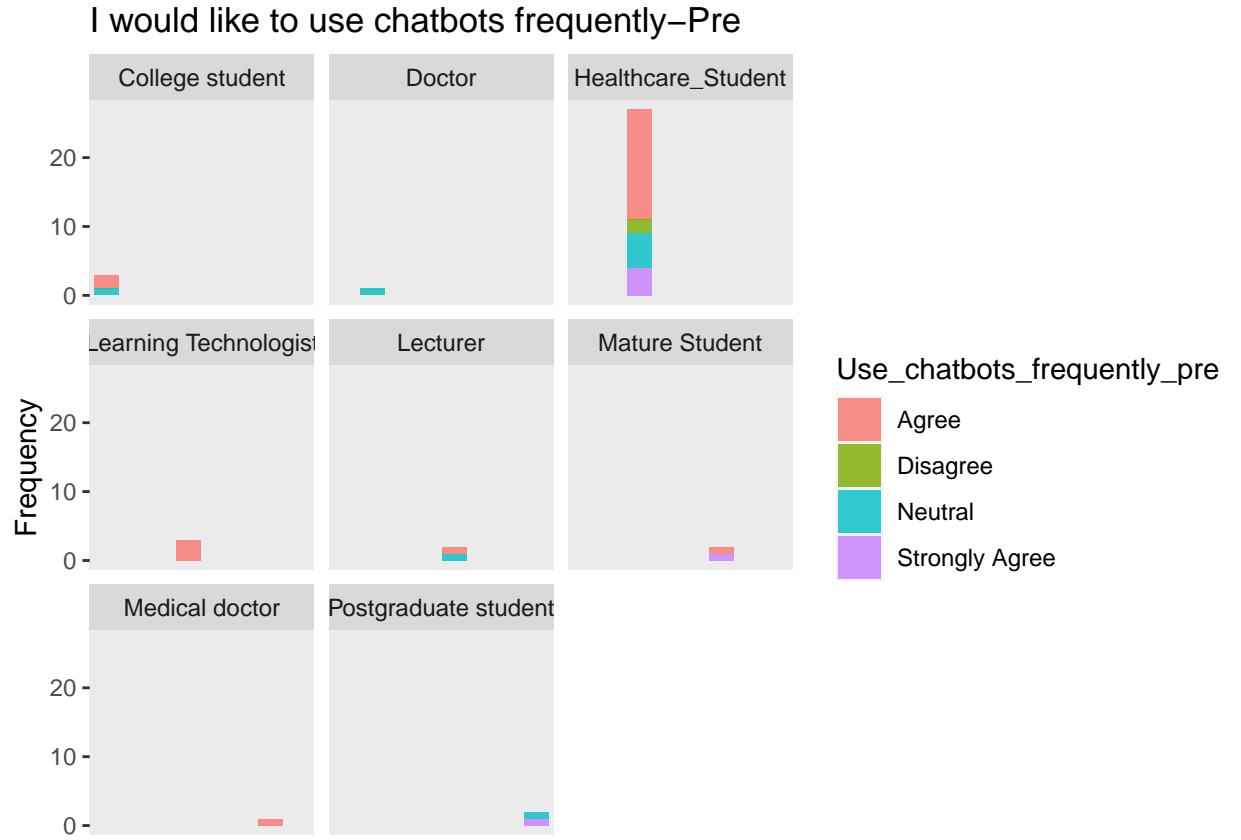 I would like to use chatbots frequently−Pre
College student
Doctor
Healthcare_Student
20
10
0
Learning Technologist
Lecturer
Mature Student
20
10
0
Medical doctor
Postgraduate student
20
10
0
Frequency
Use_chatbots_frequently_pre
Agree
Disagree
Neutral
Strongly Agree